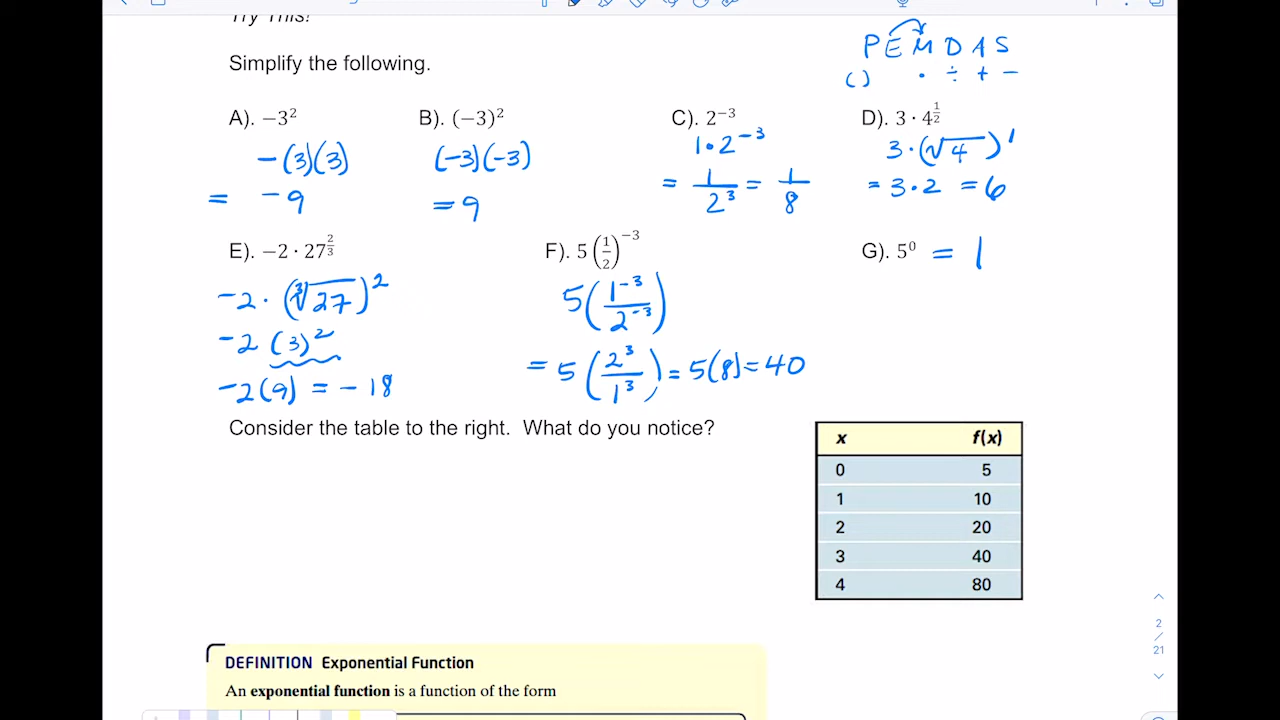 Try This!
P E M D A S
Simplify the following.
( ) · ÷ + −
A). −3² B). (−3)² C). 2⁻³ D). 3 · 4^{1/2}
−(3)(3) (−3)(−3) 1·2⁻³ 3·(√4)¹
= −9 = 9 = 1/2³ = 1/8 = 3·2 = 6
E). −2 · 27^{2/3} F). 5(1/2)⁻³ G). 5⁰ = 1
−2 · (∛27)² 5(1⁻³/2⁻³)
−2 (3)² = 5(2³/1³) = 5(8) = 40
−2(9) = −18
Consider the table to the right. What do you notice?
x f(x)
0 5
1 10
2 20
3 40
4 80
2
/
21
DEFINITION Exponential Function
An exponential function is a function of the form